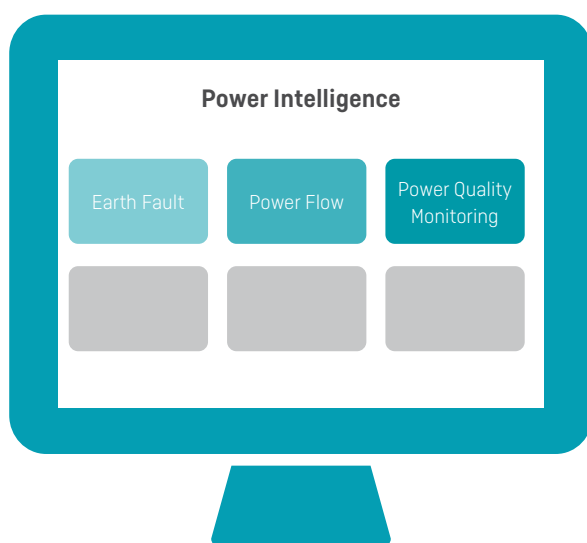 Power Intelligence
Earth Fault
Power Flow
Power Quality
Monitoring